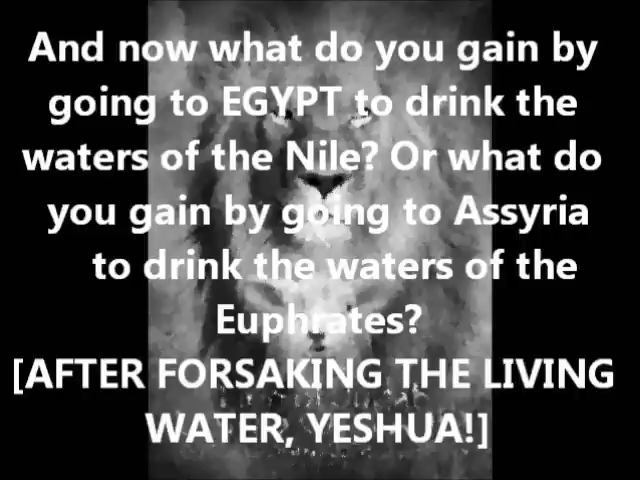 And now what do you gain by
going to EGYPT to drink the
waters of the Nile? Or what do
you gain by going to Assyria
to drink the waters of the
Euphrates?
[AFTER FORSAKING THE LIVING
WATER, YESHUA!]